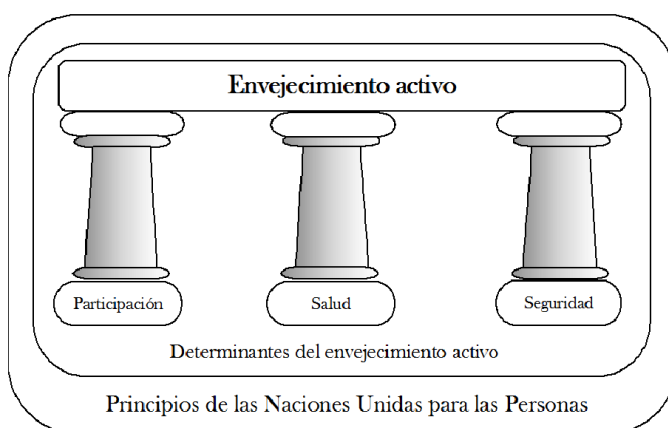 Envejecimiento activo
Participación
Salud
Seguridad
Determinantes del envejecimiento activo
Principios de las Naciones Unidas para las Personas